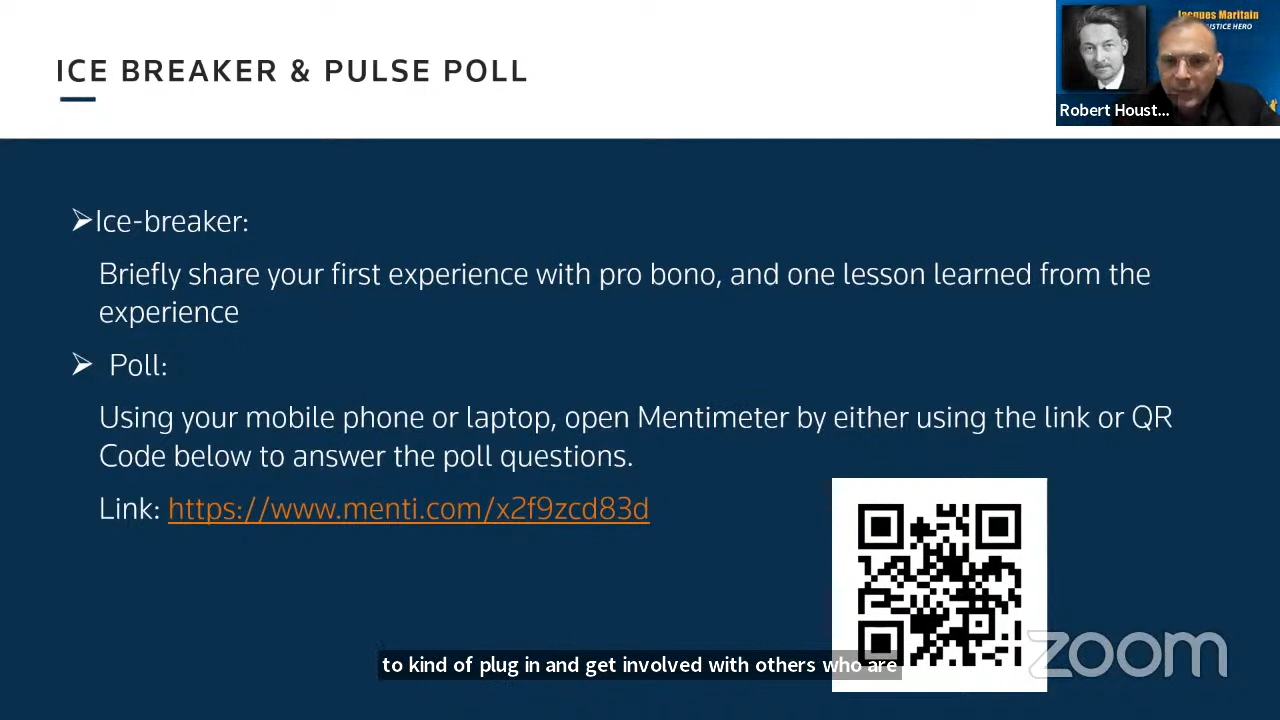 ICE BREAKER & PULSE POLL
Jacques Maritain
JUSTICE HERO
Robert Houst...
➢Ice-breaker:
Briefly share your first experience with pro bono, and one lesson learned from the
experience
➢ Poll:
Using your mobile phone or laptop, open Mentimeter by either using the link or QR
Code below to answer the poll questions.
Link: https://www.menti.com/x2f9zcd83d
zoom
to kind of plug in and get involved with others who are